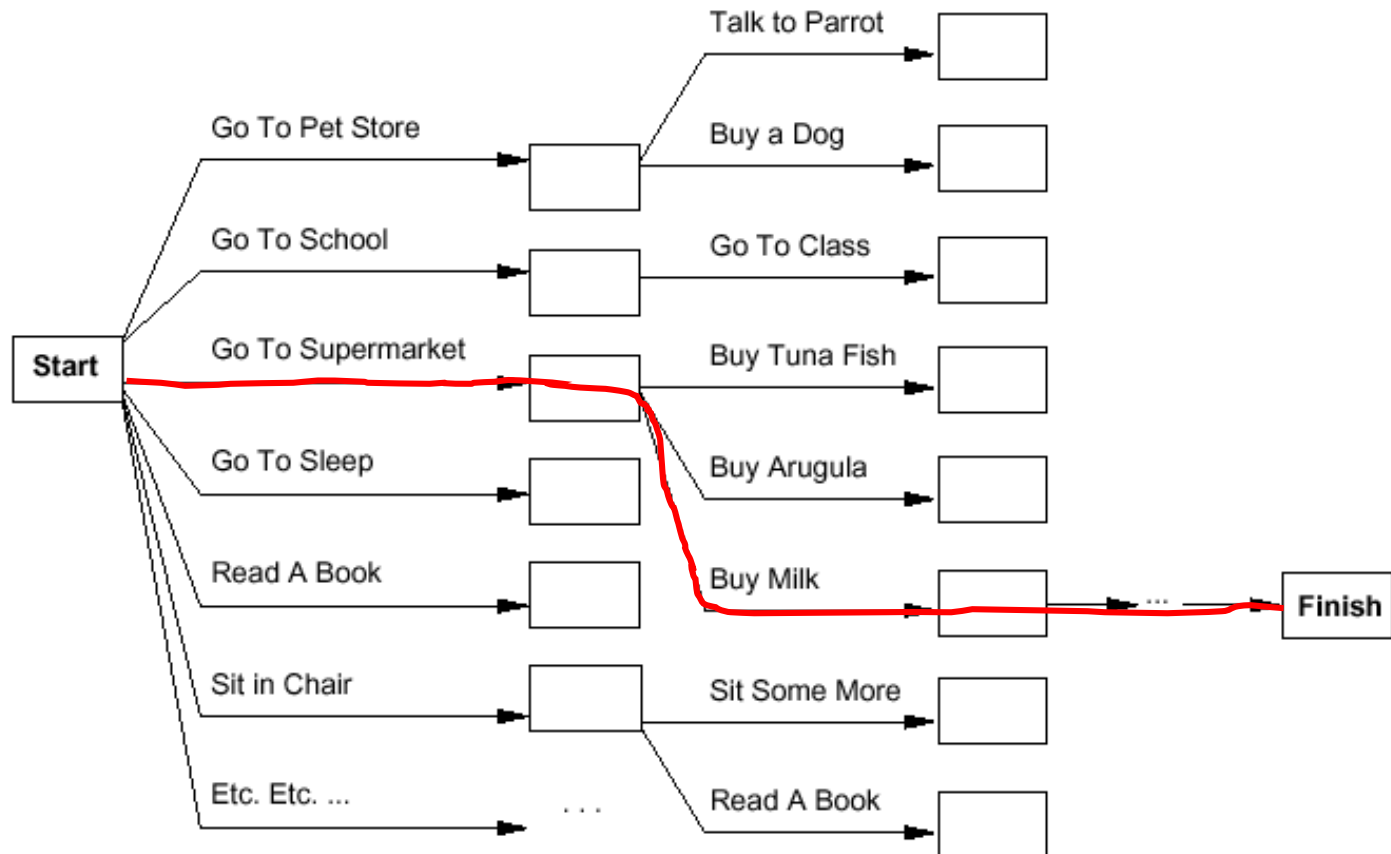 Talk to Parrot
Go To Pet Store
Buy a Dog
Go To School
Go To Class
Start
Go To Supermarket
Buy Tuna Fish
Go To Sleep
Buy Arugula
Read A Book
Buy Milk
...
Finish
Sit in Chair
Sit Some More
Etc. Etc. ...
. . .
Read A Book